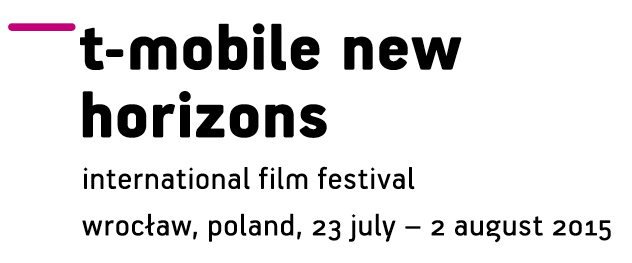 t-mobile new
horizons
international film festival
wrocław, poland, 23 july – 2 august 2015